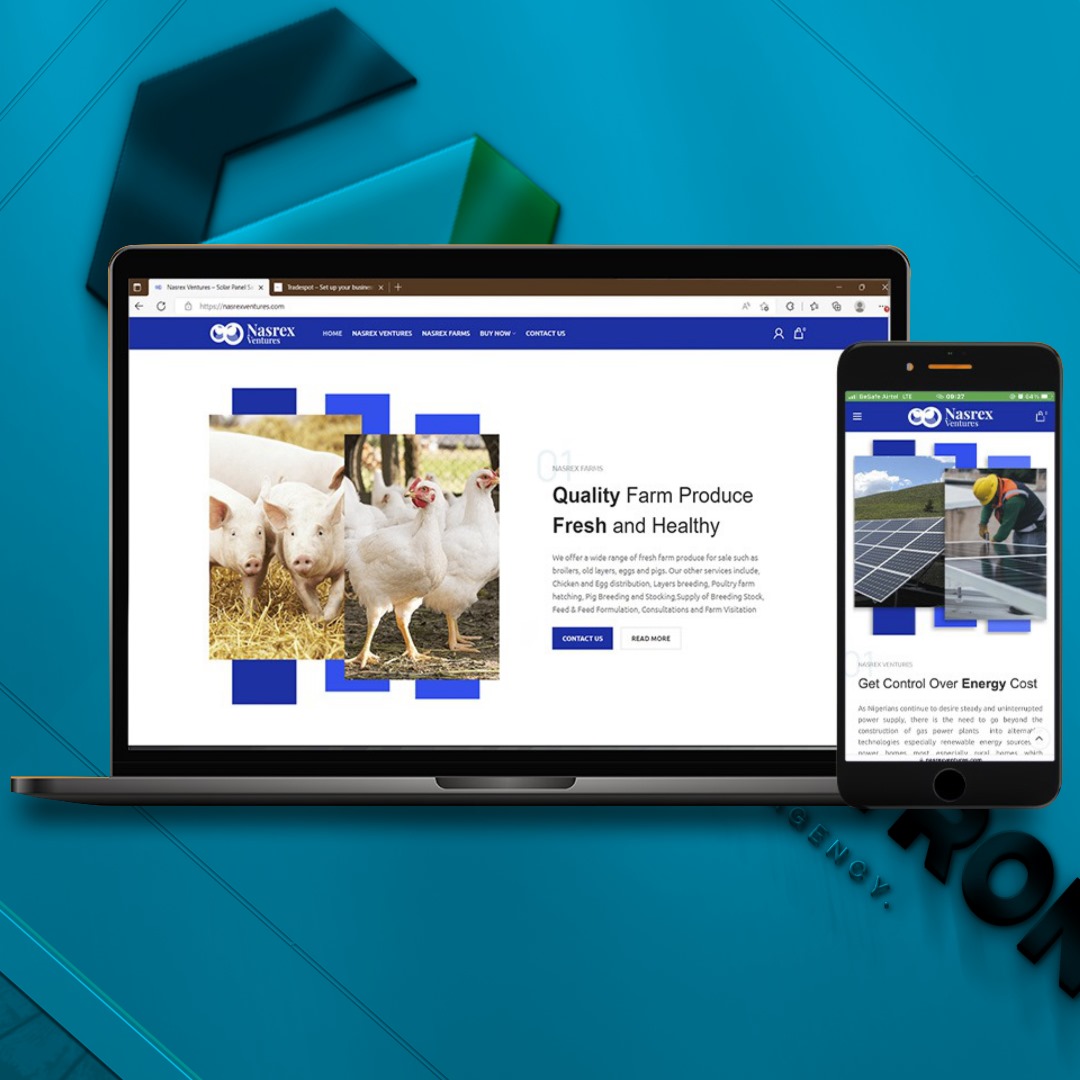 Nasrex Ventures – Solar Panel S
Tradespot – Set up your busines
https://nasrexventures.com
Nasrex
Ventures
HOME
NASREX VENTURES
NASREX FARMS
BUY NOW
CONTACT US
01
NASREX FARMS
Quality Farm Produce
Fresh and Healthy
We offer a wide range of fresh farm produce for sale such as
broilers, old layers, eggs and pigs. Our other services include,
Chicken and Egg distribution, Layers breeding, Poultry farm
hatching, Pig Breeding and Stocking,Supply of Breeding Stock,
Feed & Feed Formulation, Consultations and Farm Visitation
CONTACT US
READ MORE
BeSafe Airtel LTE
09:27
64%
Nasrex
Ventures
01
NASREX VENTURES
Get Control Over Energy Cost
As Nigerians continue to desire steady and uninterrupted
power supply, there is the need to go beyond the
construction of gas power plants into alternat
technologies especially renewable energy sources.
power homes most especially rural homes which
nasrexventures.com
GENCY.
ROM